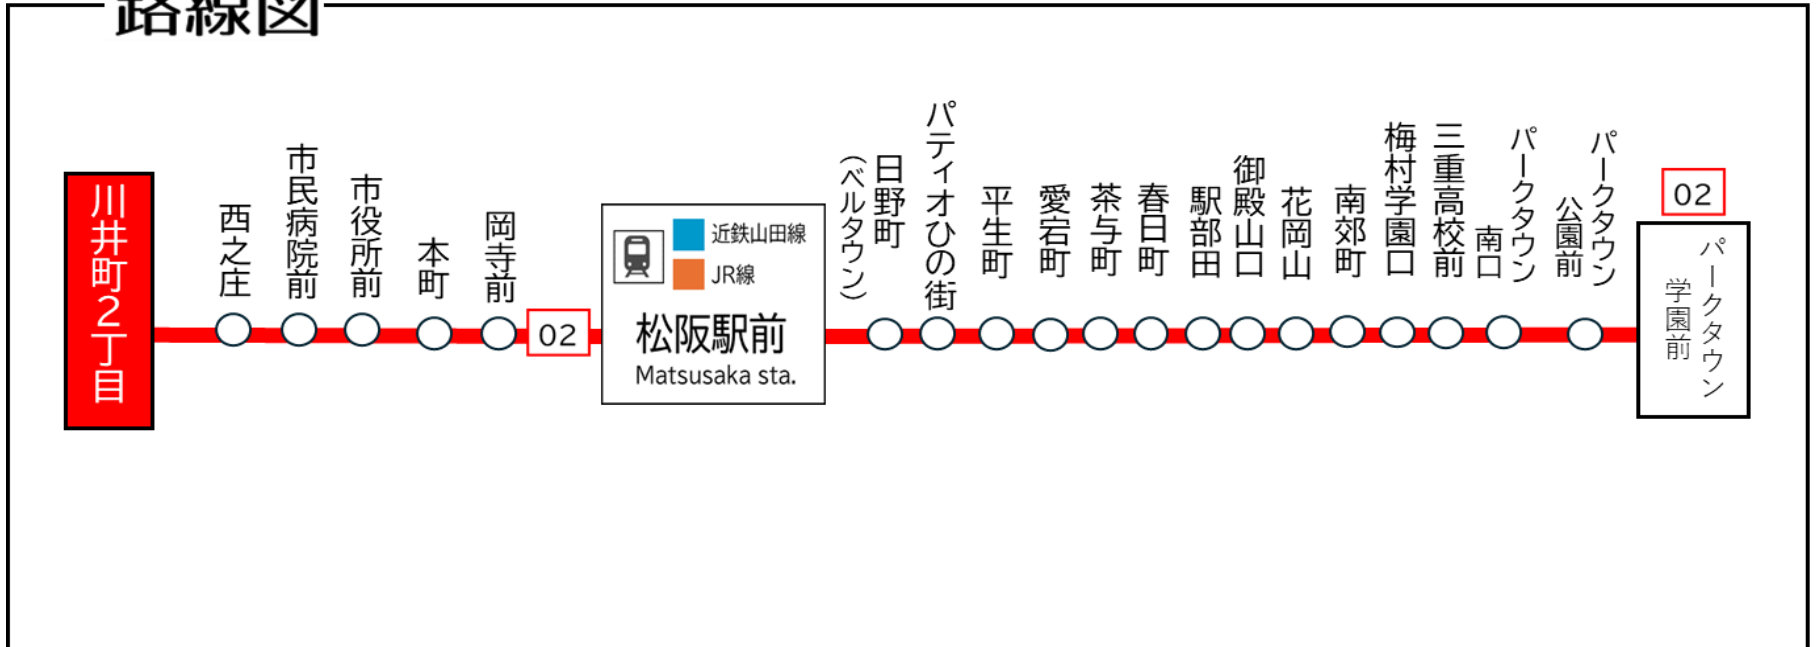 路線図
川井町2丁目
西之庄
市民病院前
市役所前
本町
岡寺前
02
近鉄山田線
JR線
松阪駅前
Matsusaka sta.
日野町
(ベルタウン)
パティオひの街
平生町
愛宕町
茶与町
春日町
駅部田
御殿山口
花岡山
南郊町
梅村学園口
三重高校前
パークタウン
南口
パークタウン
公園前
02
パークタウン
学園前